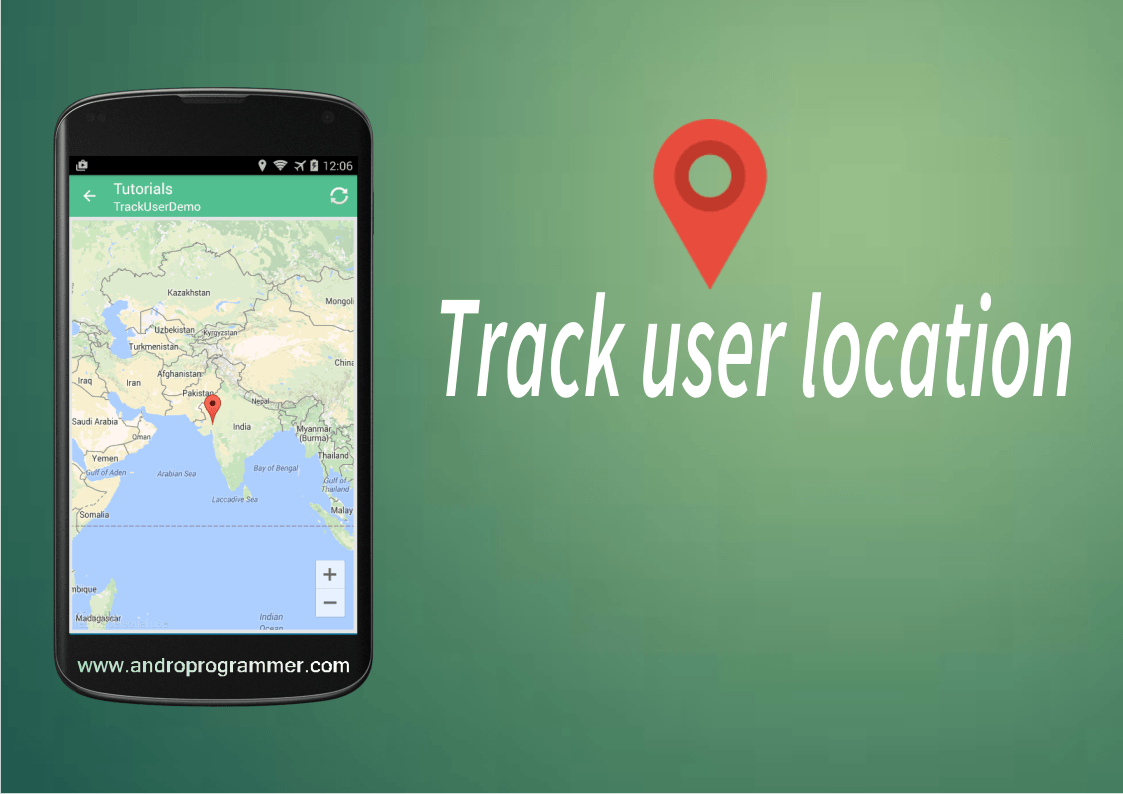 12:06
Tutorials
TrackUserDemo
Kazakhstan
Mongol
Uzbekistan
Kyrgyzstan
Turkmenistan
China
Afghanistan
Iraq
Iran
Pakistan
Nepal
Saudi Arabia
India
Oman
Myanmar
(Burma)
Yemen
Thailand
Gulf of Aden
Arabian Sea
Bay of Bengal
Gulf of
Thailand
Laccadive Sea
Malay
Somalia
mbique
Madagascar
Indian
Ocean
www.androprogrammer.com
Track user location